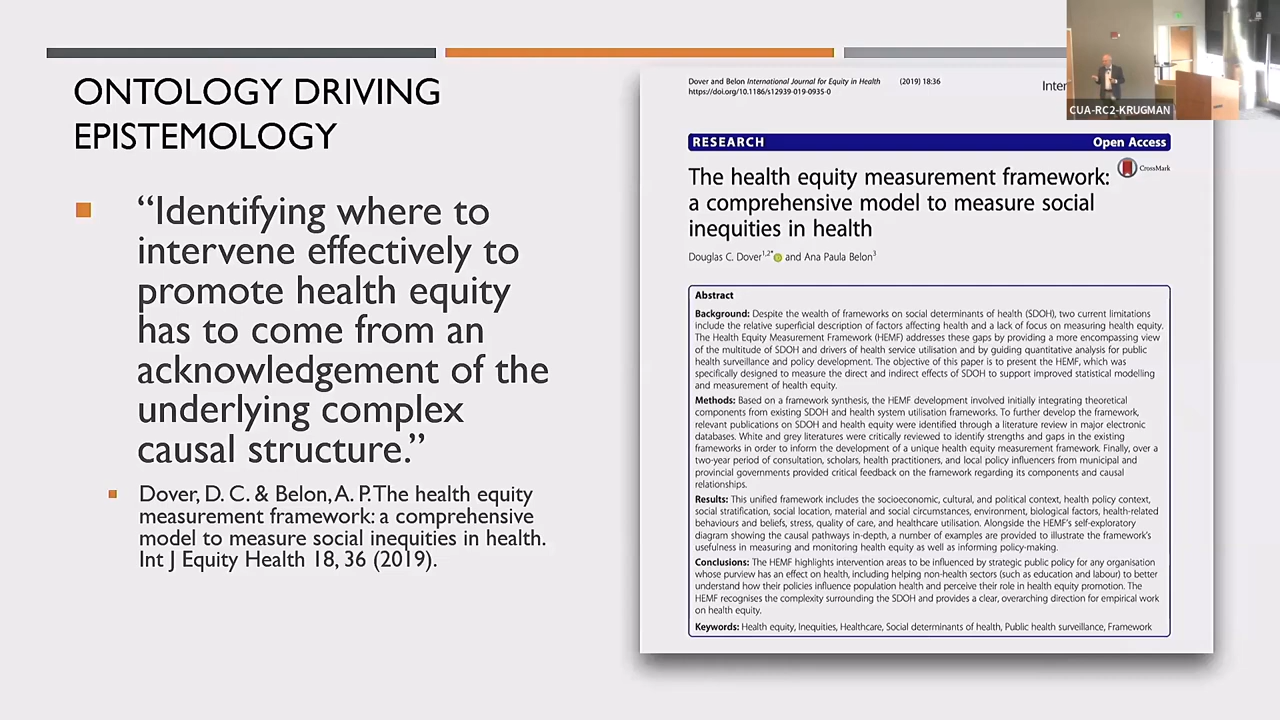 ONTOLOGY DRIVING
EPISTEMOLOGY
“Identifying where to
intervene effectively to
promote health equity
has to come from an
acknowledgement of the
underlying complex
causal structure.”
Dover, D. C. & Belon, A. P. The health equity
measurement framework: a comprehensive
model to measure social inequities in health.
Int J Equity Health 18, 36 (2019).
Dover and Belon International Journal for Equity in Health (2019) 18:36
https://doi.org/10.1186/s12939-019-0935-0
Inter
CUA-RC2-KRUGMAN
RESEARCH Open Access
CrossMark
The health equity measurement framework:
a comprehensive model to measure social
inequities in health
Douglas C. Dover1,2* and Ana Paula Belon3
Abstract
Background: Despite the wealth of frameworks on social determinants of health (SDOH), two current limitations
include the relative superficial description of factors affecting health and a lack of focus on measuring health equity.
The Health Equity Measurement Framework (HEMF) addresses these gaps by providing a more encompassing view
of the multitude of SDOH and drivers of health service utilisation and by guiding quantitative analysis for public
health surveillance and policy development. The objective of this paper is to present the HEMF, which was
specifically designed to measure the direct and indirect effects of SDOH to support improved statistical modelling
and measurement of health equity.
Methods: Based on a framework synthesis, the HEMF development involved initially integrating theoretical
components from existing SDOH and health system utilisation frameworks. To further develop the framework,
relevant publications on SDOH and health equity were identified through a literature review in major electronic
databases. White and grey literatures were critically reviewed to identify strengths and gaps in the existing
frameworks in order to inform the development of a unique health equity measurement framework. Finally, over a
two-year period of consultation, scholars, health practitioners, and local policy influencers from municipal and
provincial governments provided critical feedback on the framework regarding its components and causal
relationships.
Results: This unified framework includes the socioeconomic, cultural, and political context, health policy context,
social stratification, social location, material and social circumstances, environment, biological factors, health-related
behaviours and beliefs, stress, quality of care, and healthcare utilisation. Alongside the HEMF's self-exploratory
diagram showing the causal pathways in-depth, a number of examples are provided to illustrate the framework's
usefulness in measuring and monitoring health equity as well as informing policy-making.
Conclusions: The HEMF highlights intervention areas to be influenced by strategic public policy for any organisation
whose purview has an effect on health, including helping non-health sectors (such as education and labour) to better
understand how their policies influence population health and perceive their role in health equity promotion. The
HEMF recognises the complexity surrounding the SDOH and provides a clear, overarching direction for empirical work
on health equity.
Keywords: Health equity, Inequities, Healthcare, Social determinants of health, Public health surveillance, Framework